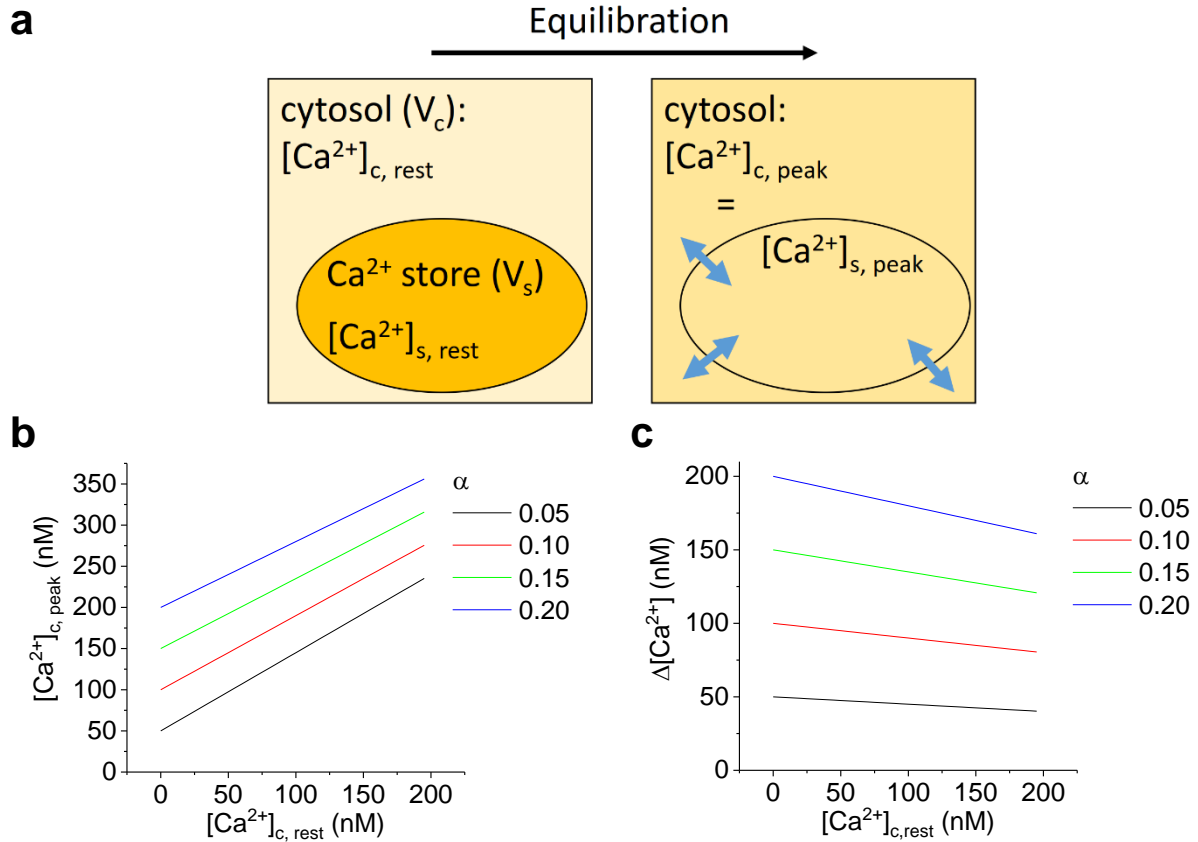 a
Equilibration
cytosol (Vc):
[Ca2+]c, rest
Ca2+ store (Vs)
[Ca2+]s, rest
cytosol:
[Ca2+]c, peak
=
[Ca2+]s, peak
b
[Ca2+]c, peak (nM)
350
300
250
200
150
100
50
0
0 50 100 150 200
[Ca2+]c, rest (nM)
α
0.05
0.10
0.15
0.20
c
Δ[Ca2+] (nM)
200
150
100
50
0
0 50 100 150 200
[Ca2+]c,rest (nM)
α
0.05
0.10
0.15
0.20